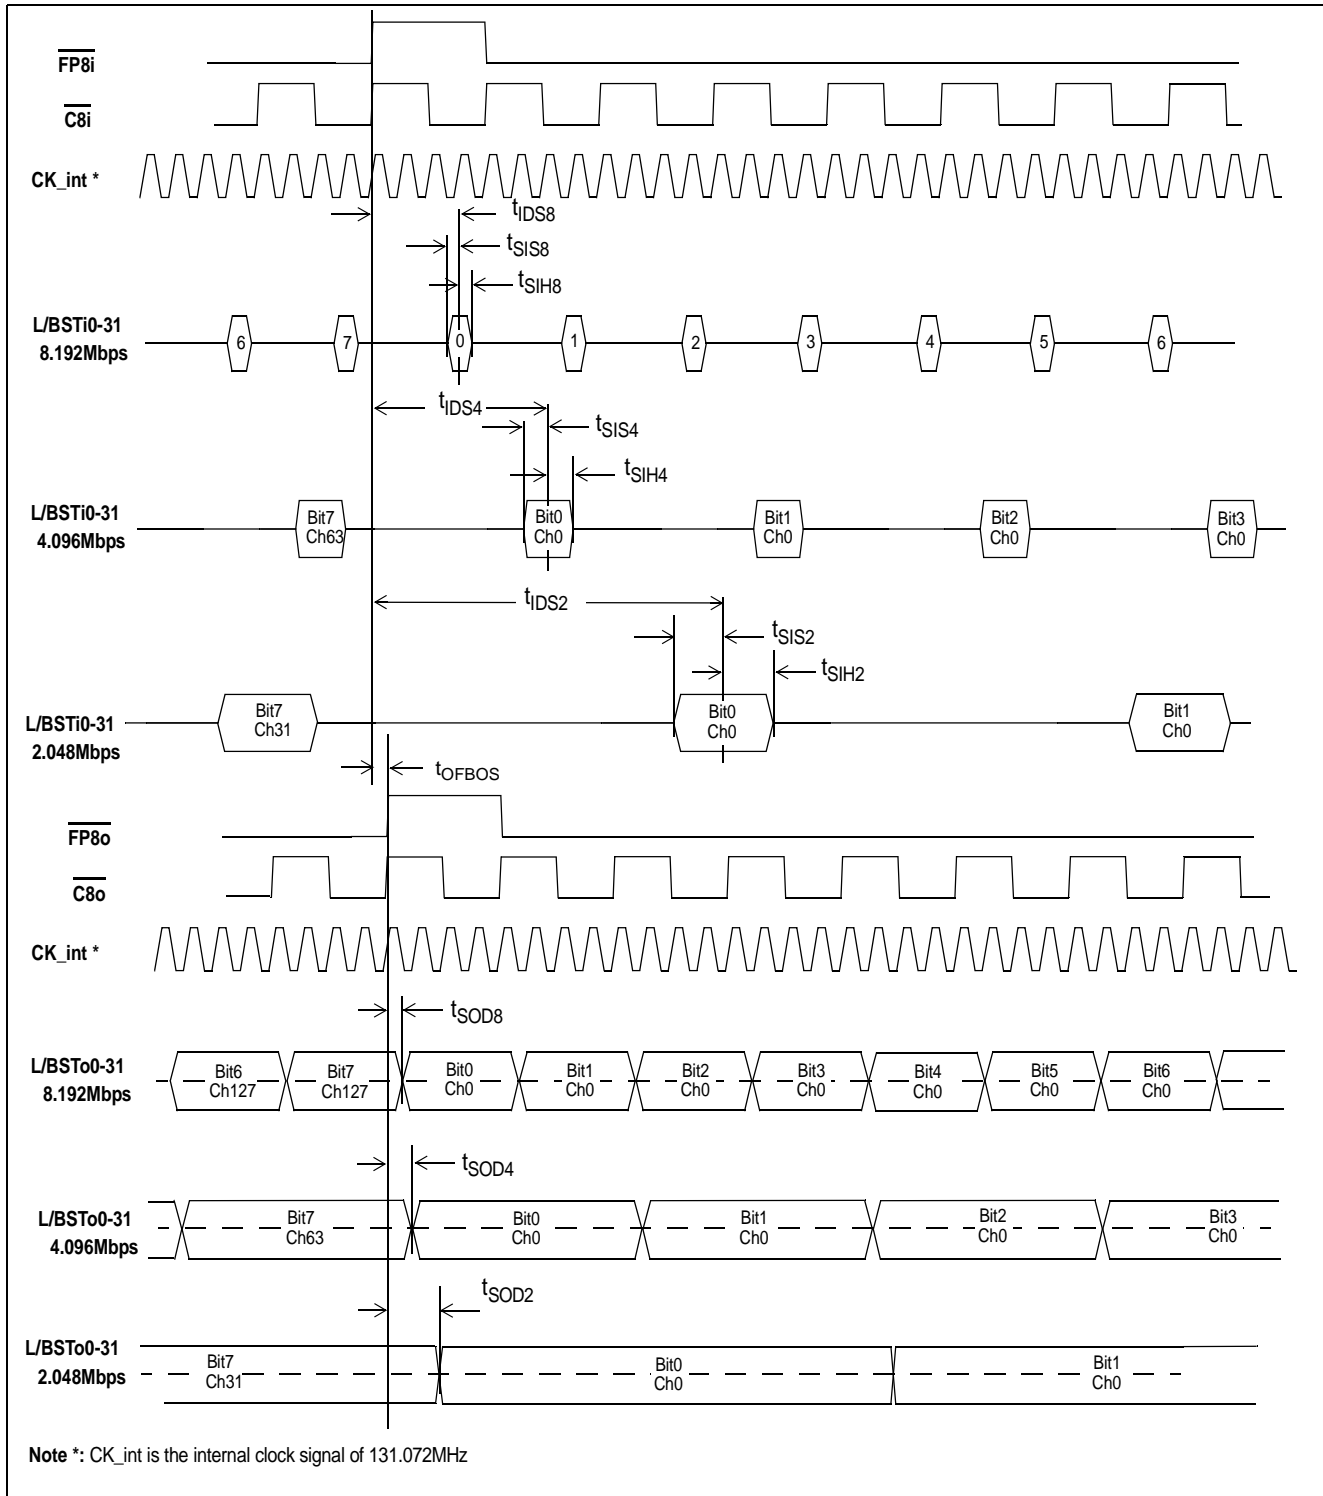 FP8i
C8i
CK_int *
tIDS8
tSIS8
tSIH8
L/BSTi0-31
8.192Mbps
6 7 0 1 2 3 4 5 6
tIDS4
tSIS4
tSIH4
L/BSTi0-31
4.096Mbps
Bit7 Bit0 Bit1 Bit2 Bit3
Ch63 Ch0 Ch0 Ch0 Ch0
tIDS2
tSIS2
tSIH2
L/BSTi0-31
2.048Mbps
Bit7 Bit0 Bit1
Ch31 Ch0 Ch0
tOFBOS
FP8o
C8o
CK_int *
tSOD8
L/BSTo0-31
8.192Mbps
Bit6 Bit7 Bit0 Bit1 Bit2 Bit3 Bit4 Bit5 Bit6
Ch127 Ch127 Ch0 Ch0 Ch0 Ch0 Ch0 Ch0 Ch0
tSOD4
L/BSTo0-31
4.096Mbps
Bit7 Bit0 Bit1 Bit2 Bit3
Ch63 Ch0 Ch0 Ch0 Ch0
tSOD2
L/BSTo0-31
2.048Mbps
Bit7 Bit0 Bit1
Ch31 Ch0 Ch0
Note *: CK_int is the internal clock signal of 131.072MHz